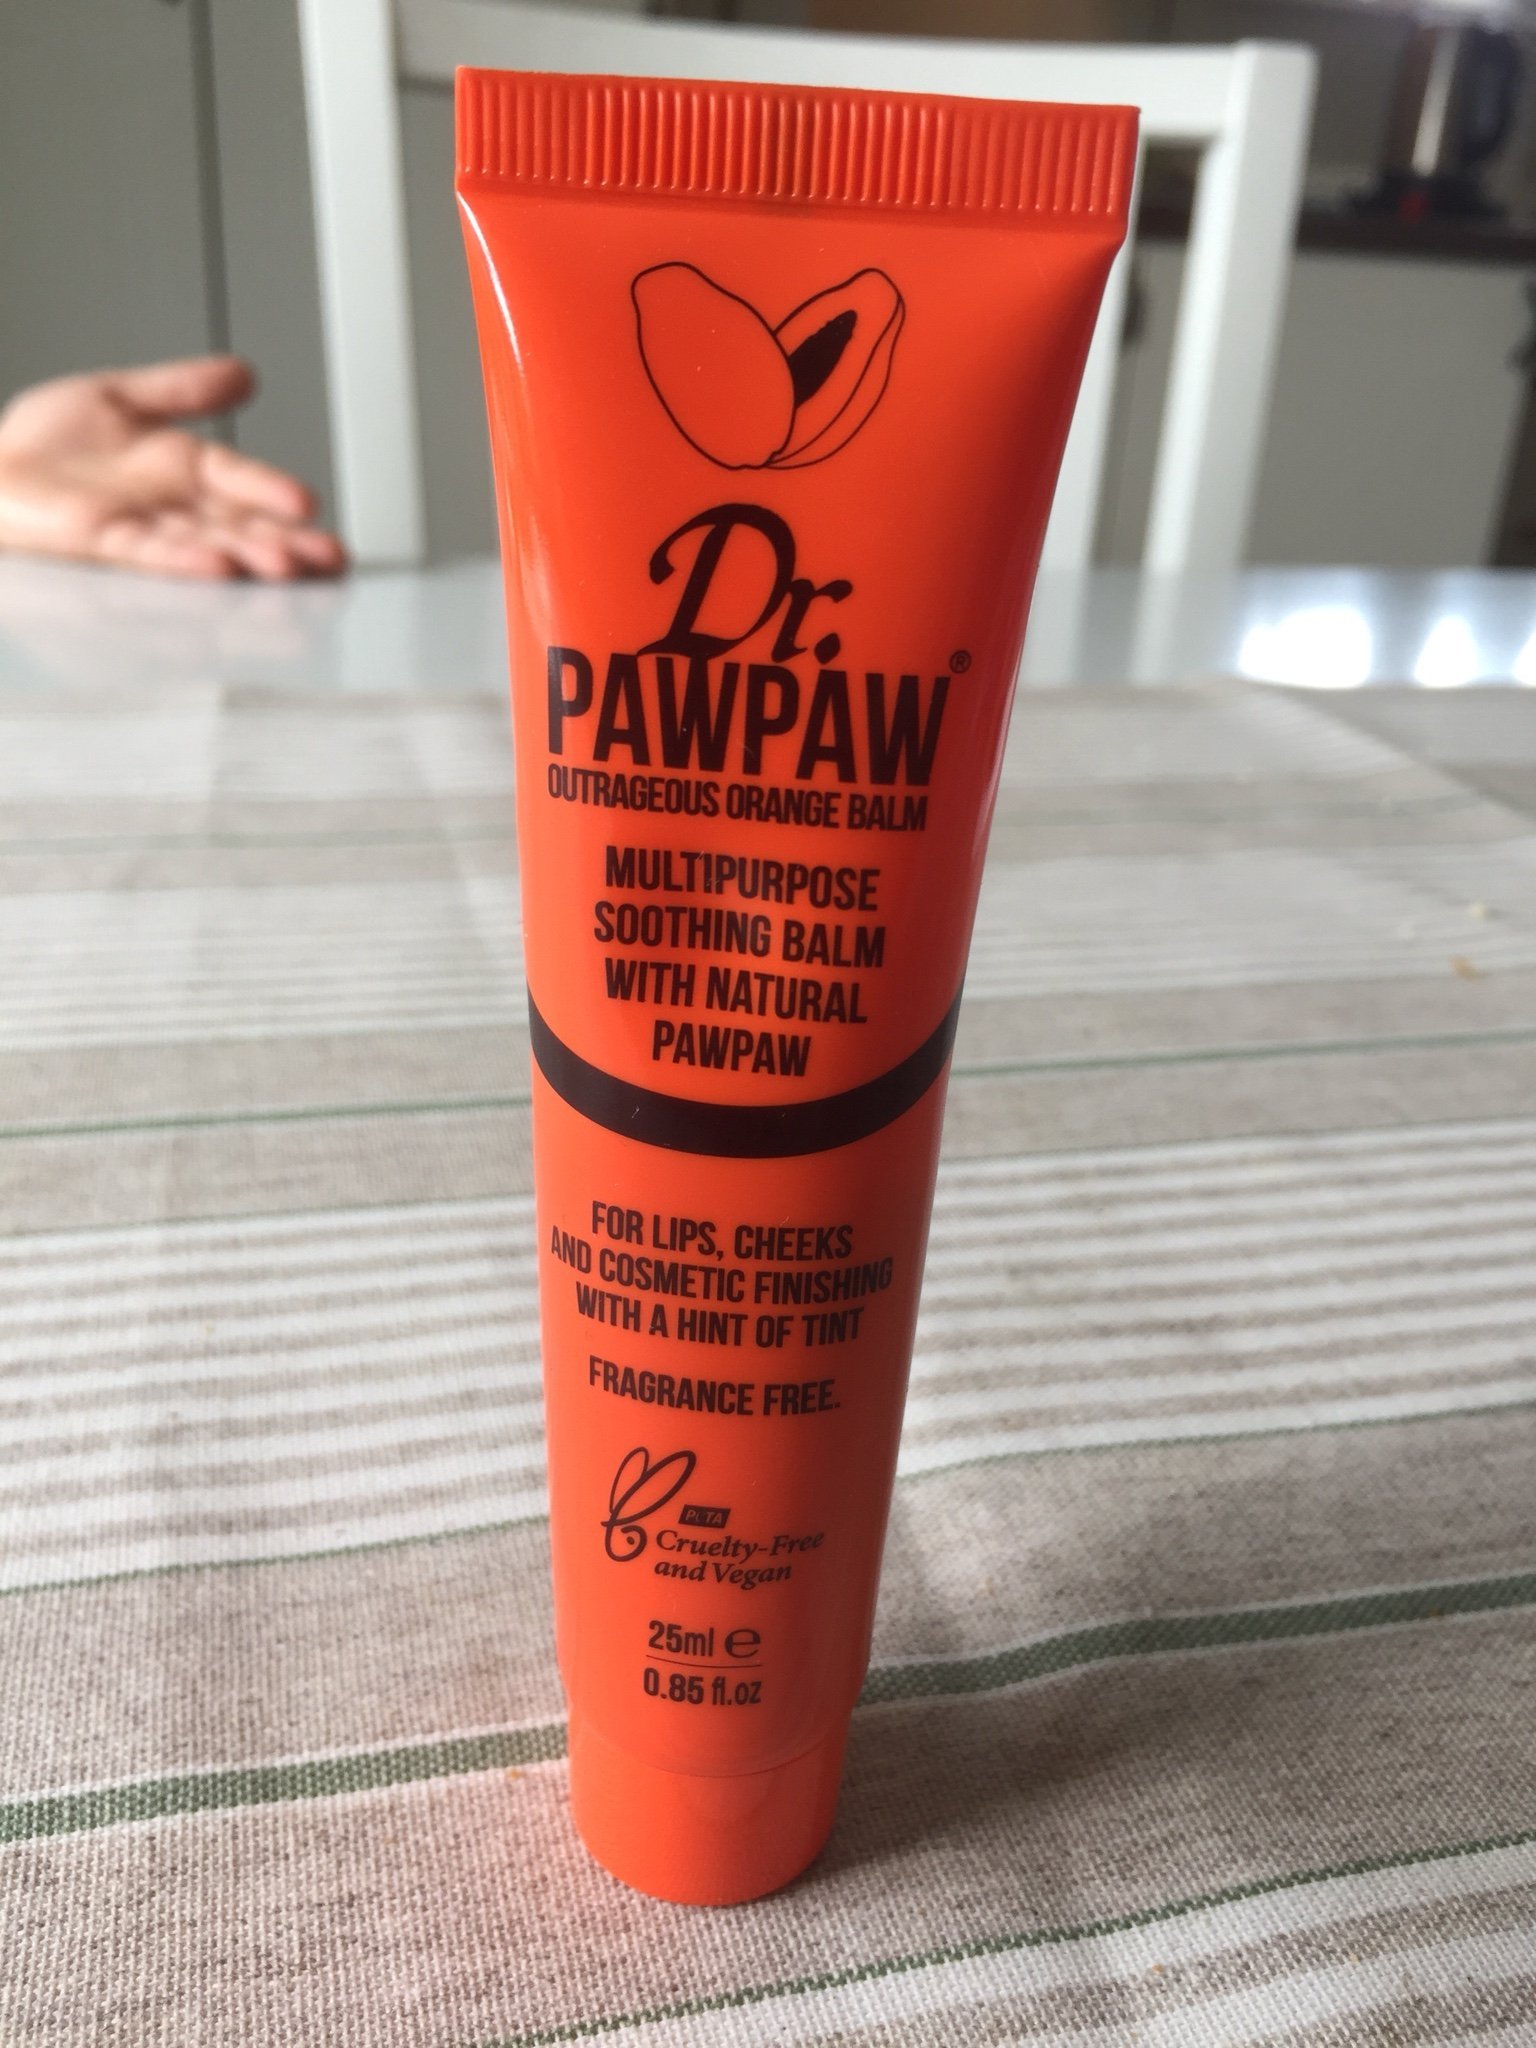 Dr.
PAWPAW®
OUTRAGEOUS ORANGE BALM
MULTIPURPOSE
SOOTHING BALM
WITH NATURAL
PAWPAW
FOR LIPS, CHEEKS
AND COSMETIC FINISHING
WITH A HINT OF TINT
FRAGRANCE FREE.
PETA
Cruelty-Free
and Vegan
25ml ℮
0.85 fl.oz